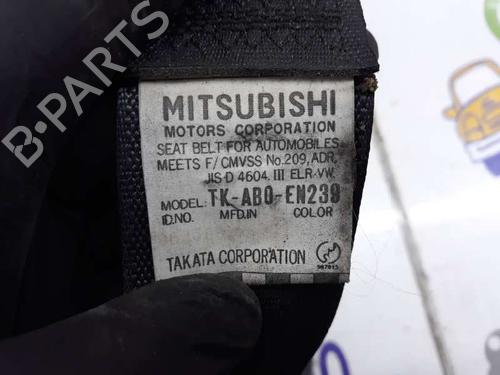 B-PARTS
MITSUBISHI
MOTORS CORPORATION
SEAT BELT FOR AUTOMOBILES
MEETS F/CMVSS No.209, ADR,
JIS-D 4604. III ELR-VW.
MODEL: TK-AB0-EN239
ID.NO. MFD.IN COLOR
TAKATA CORPORATION